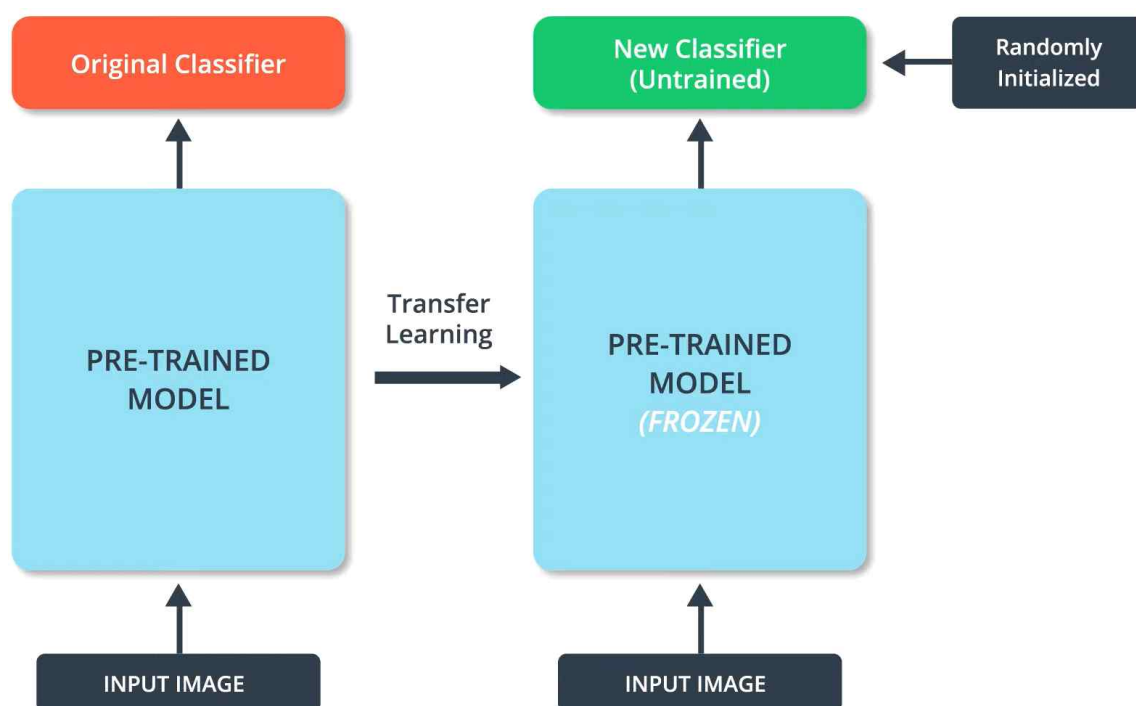 Original Classifier
New Classifier
(Untrained)
Randomly
Initialized
Transfer
Learning
PRE-TRAINED
MODEL
PRE-TRAINED
MODEL
(FROZEN)
INPUT IMAGE
INPUT IMAGE